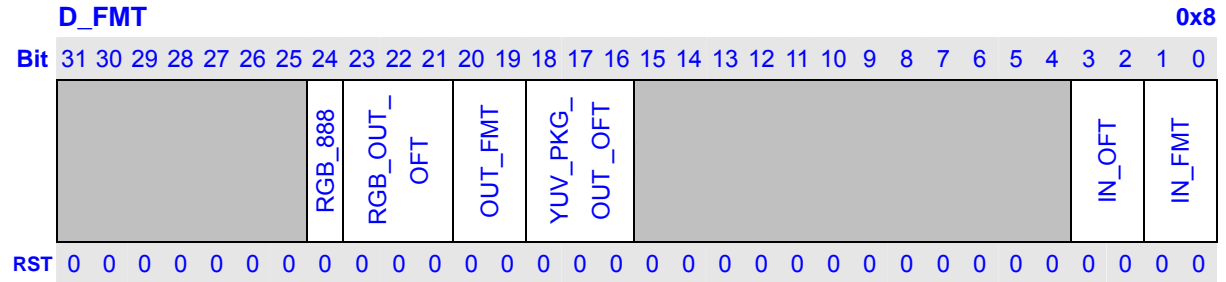 D_FMT 0x8
Bit 31 30 29 28 27 26 25 24 23 22 21 20 19 18 17 16 15 14 13 12 11 10 9 8 7 6 5 4 3 2 1 0
RGB_888
RGB_OUT_
OFT
OUT_FMT
YUV_PKG_
OUT _OFT
IN_OFT
IN_FMT
RST 0 0 0 0 0 0 0 0 0 0 0 0 0 0 0 0 0 0 0 0 0 0 0 0 0 0 0 0 0 0 0 0